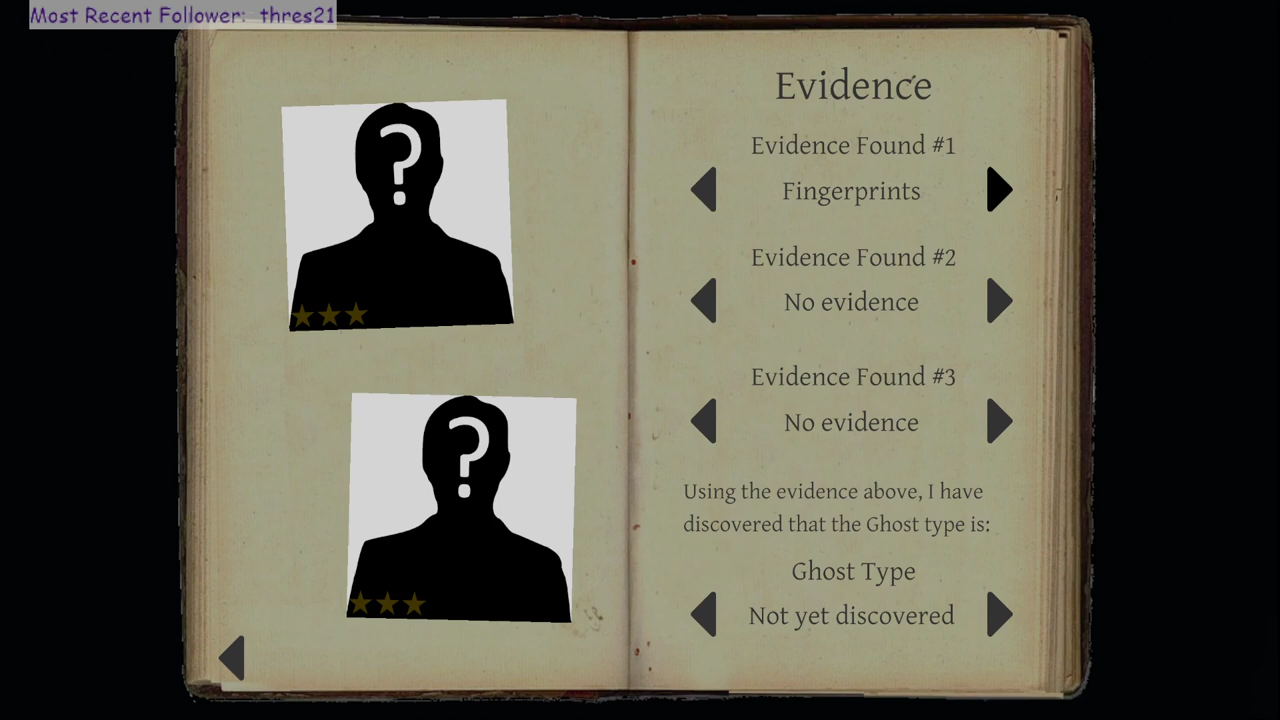 Most Recent Follower: thres21
?
?
Evidence
Evidence Found #1
Fingerprints
Evidence Found #2
No evidence
Evidence Found #3
No evidence
Using the evidence above, I have
discovered that the Ghost type is:
Ghost Type
Not yet discovered